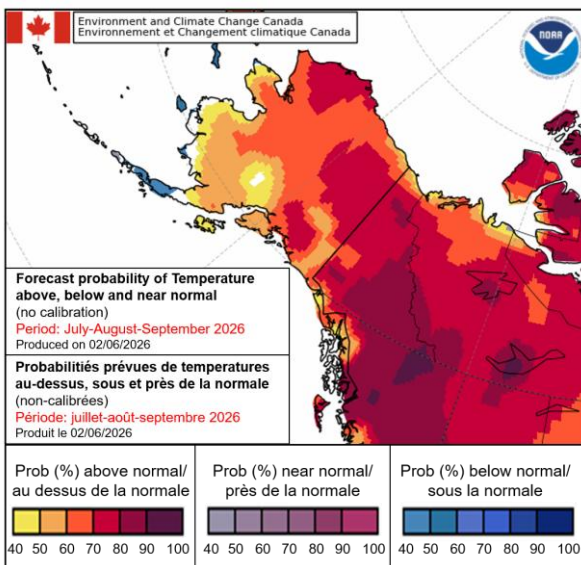 Environment and Climate Change Canada
Environnement et Changement climatique Canada
NOAA
Forecast probability of Temperature
above, below and near normal
(no calibration)
Period: July-August-September 2026
Produced on 02/06/2026
Probabilitiés prévues de temperatures
au-dessus, sous et près de la normale
(non-calibrées)
Période: juillet-août-septembre 2026
Produit le 02/06/2026
Prob (%) above normal/
au dessus de la normale
40 50 60 70 80 90 100
Prob (%) near normal/
près de la normale
40 50 60 70 80 90 100
Prob (%) below normal/
sous la normale
40 50 60 70 80 90 100